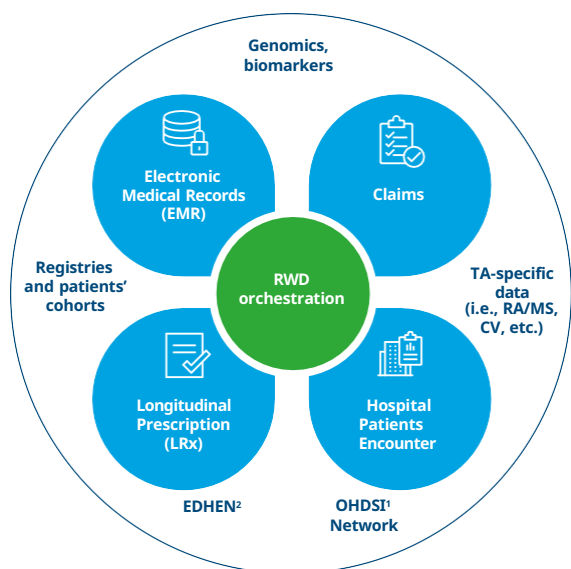 Genomics,
biomarkers
Electronic
Medical Records
(EMR)
Claims
Registries
and patients‘
cohorts
RWD
orchestration
TA-specific
data
(i.e., RA/MS,
CV, etc.)
Longitudinal
Prescription
(LRx)
Hospital
Patients
Encounter
EDHEN²
OHDSI¹
Network